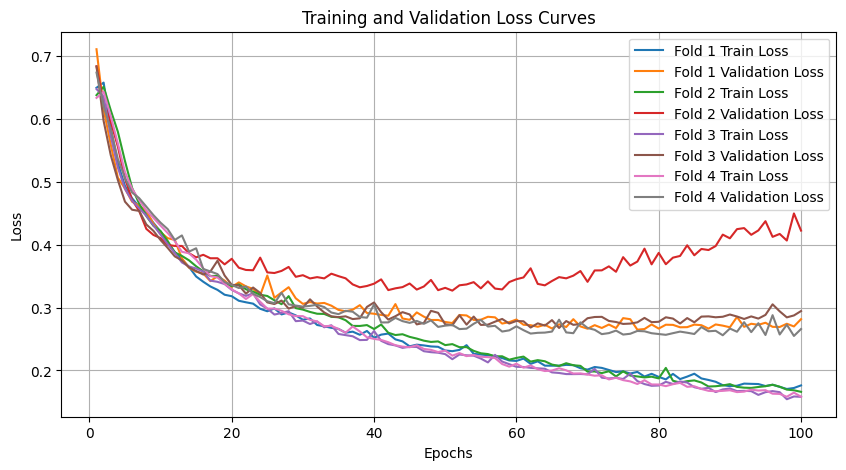 Training and Validation Loss Curves
Loss
0.7
0.6
0.5
0.4
0.3
0.2
Fold 1 Train Loss
Fold 1 Validation Loss
Fold 2 Train Loss
Fold 2 Validation Loss
Fold 3 Train Loss
Fold 3 Validation Loss
Fold 4 Train Loss
Fold 4 Validation Loss
0 20 40 60 80 100
Epochs